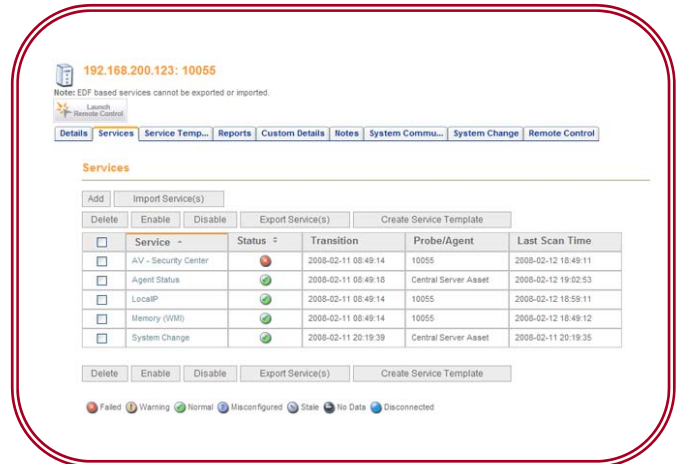 192.168.200.123: 10055
Note: EDF based services cannot be exported or imported.
Launch
Remote Control
Details Services Service Temp... Reports Custom Details Notes System Commu... System Change Remote Control
Services
Add Import Service(s)
Delete Enable Disable Export Service(s) Create Service Template
Service Status Transition Probe/Agent Last Scan Time
AV - Security Center 2008-02-11 08:49:14 10055 2008-02-12 18:49:11
Agent Status 2008-02-11 08:49:18 Central Server Asset 2008-02-12 19:02:53
LocalIP 2008-02-11 08:49:14 10055 2008-02-12 18:59:11
Memory (WMI) 2008-02-11 08:49:14 10055 2008-02-12 18:49:12
System Change 2008-02-11 20:19:39 Central Server Asset 2008-02-11 20:19:35
Delete Enable Disable Export Service(s) Create Service Template
Failed Warning Normal Misconfigured Stale No Data Disconnected